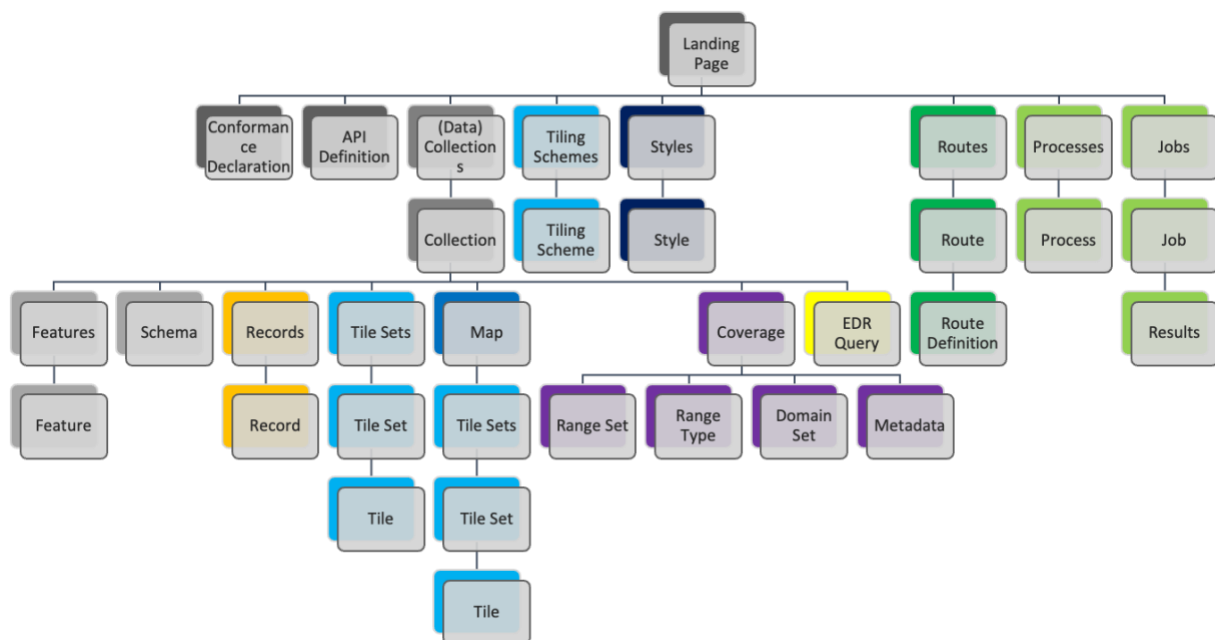 Landing
Page
Conforman
ce
Declaration
API
Definition
(Data)
Collection
s
Tiling
Schemes
Styles
Routes
Processes
Jobs
Collection
Tiling
Scheme
Style
Route
Process
Job
Features
Schema
Records
Tile Sets
Map
Coverage
EDR
Query
Route
Definition
Results
Feature
Record
Tile Set
Tile Sets
Range Set
Range
Type
Domain
Set
Metadata
Tile
Tile Set
Tile